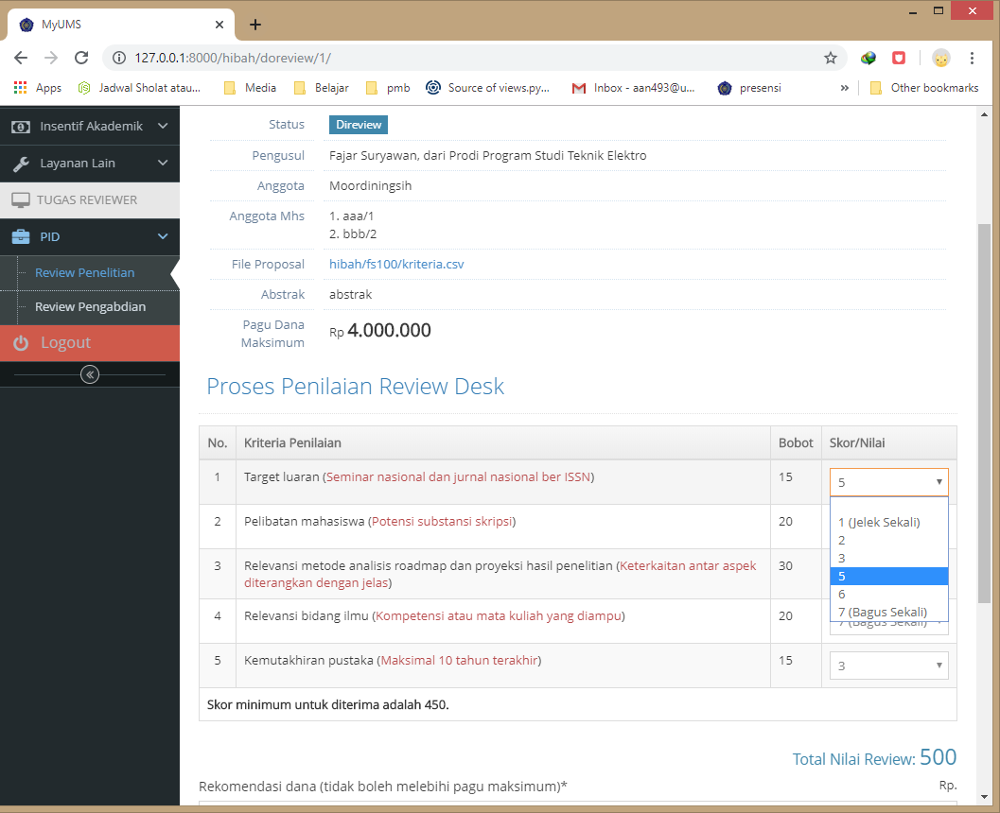 MyUMS
127.0.0.1:8000/hibah/doreview/1/
Apps Jadwal Sholat atau... Media Belajar pmb Source of views.py... Inbox - aan493@u... presensi » Other bookmarks
Insentif Akademik
Layanan Lain
TUGAS REVIEWER
PID
Review Penelitian
Review Pengabdian
Logout
Status Direview
Pengusul Fajar Suryawan, dari Prodi Program Studi Teknik Elektro
Anggota Moordiningsih
Anggota Mhs 1. aaa/1
2. bbb/2
File Proposal hibah/fs100/kriteria.csv
Abstrak abstrak
Pagu Dana Maksimum Rp 4.000.000
Proses Penilaian Review Desk
No. Kriteria Penilaian Bobot Skor/Nilai
1 Target luaran (Seminar nasional dan jurnal nasional ber ISSN) 15 5
1 (Jelek Sekali)
2
3
5
6
7 (Bagus Sekali)
2 Pelibatan mahasiswa (Potensi substansi skripsi) 20
3 Relevansi metode analisis roadmap dan proyeksi hasil penelitian (Keterkaitan antar aspek
diterangkan dengan jelas) 30
4 Relevansi bidang ilmu (Kompetensi atau mata kuliah yang diampu) 20 7 (Bagus Sekali)
5 Kemutakhiran pustaka (Maksimal 10 tahun terakhir) 15 3
Skor minimum untuk diterima adalah 450.
Total Nilai Review: 500
Rekomendasi dana (tidak boleh melebihi pagu maksimum)* Rp.